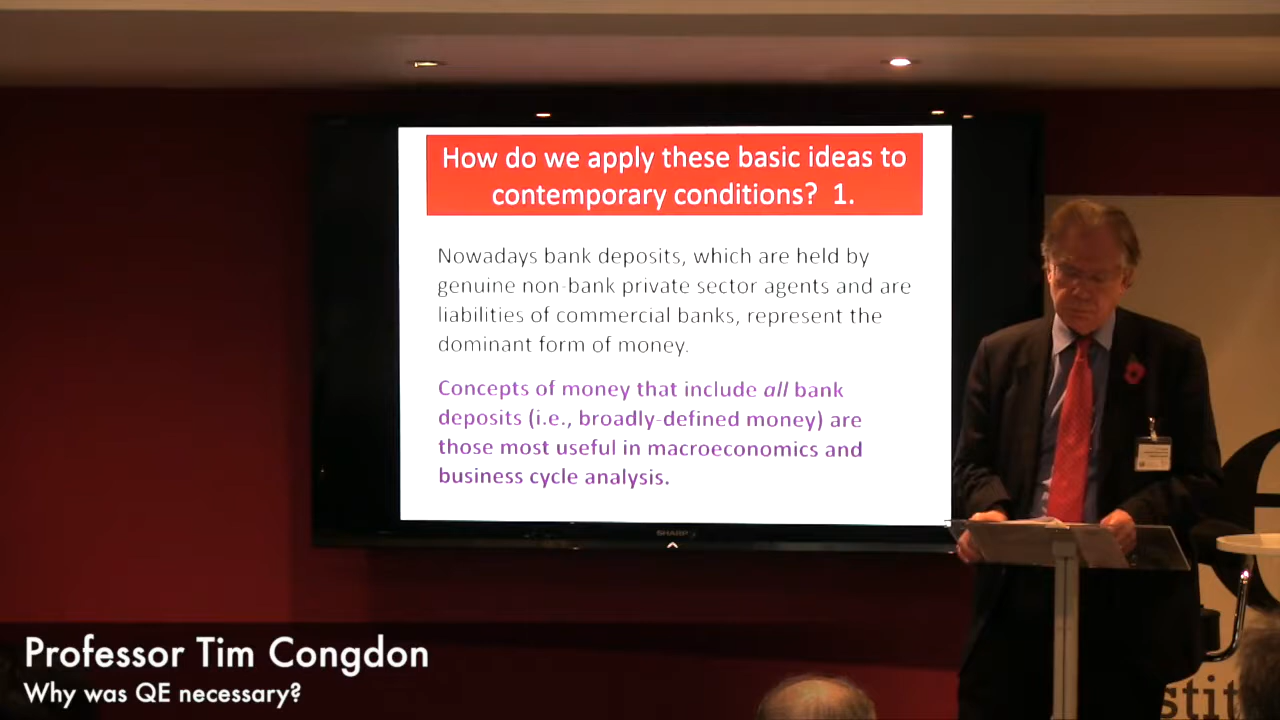 How do we apply these basic ideas to
contemporary conditions? 1.
Nowadays bank deposits, which are held by
genuine non-bank private sector agents and are
liabilities of commercial banks, represent the
dominant form of money.
Concepts of money that include all bank
deposits (i.e., broadly-defined money) are
those most useful in macroeconomics and
business cycle analysis.
SHARP
Professor Tim Congdon
Why was QE necessary?
stit